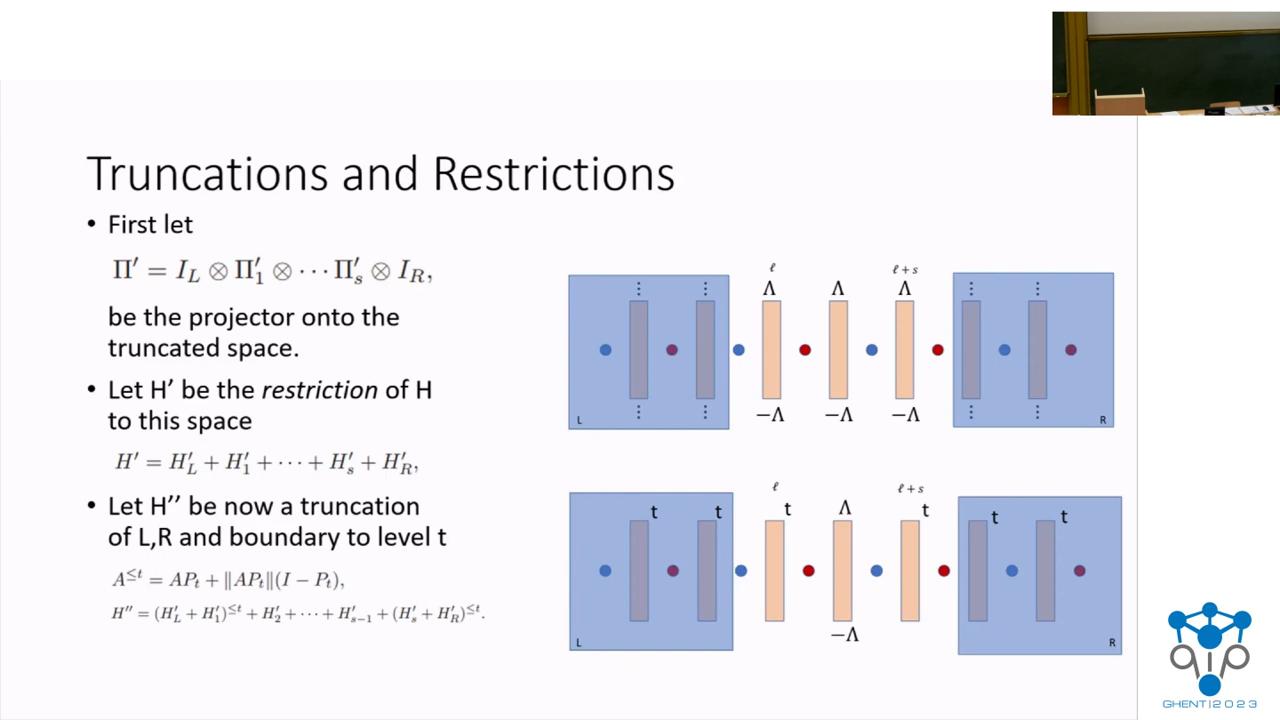 Truncations and Restrictions
• First let
Π′ = I_L ⊗ Π′_1 ⊗ ··· Π′_s ⊗ I_R,
be the projector onto the
truncated space.
• Let H’ be the restriction of H
to this space
H′ = H′_L + H′_1 + ··· + H′_s + H′_R,
• Let H’’ be now a truncation
of L,R and boundary to level t
A^{≤t} = AP_t + ‖AP_t‖(I − P_t),
H″ = (H′_L + H′_1)^{≤t} + H′_2 + ··· + H′_{s−1} + (H′_s + H′_R)^{≤t}.
ℓ ℓ + s
⋮ ⋮ Λ Λ Λ ⋮ ⋮
⋮ ⋮ −Λ −Λ −Λ ⋮ ⋮
L R
ℓ ℓ + s
t t t Λ t t t
−Λ
L R
qip
GHENT|2023